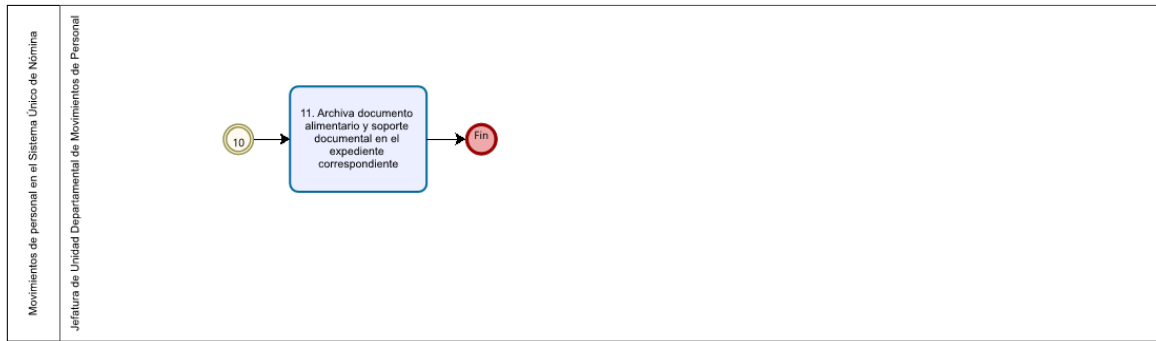 Movimientos de personal en el Sistema Único de Nómina
Jefatura de Unidad Departamental de Movimientos de Personal
10
11. Archiva documento
alimentario y soporte
documental en el
expediente
correspondiente
Fin